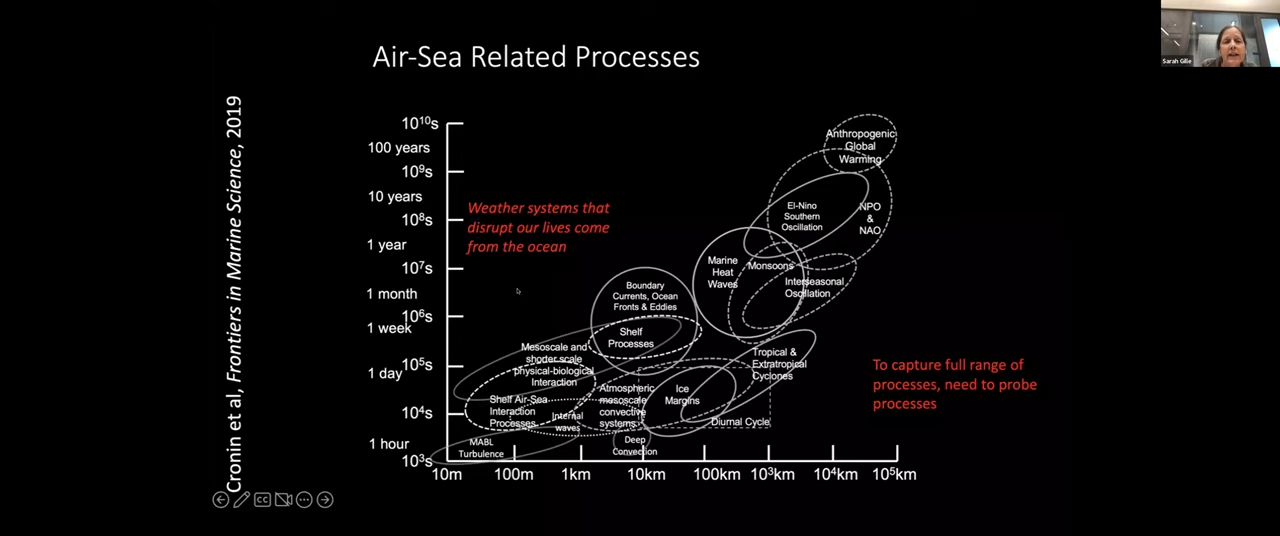 Air-Sea Related Processes
Sarah Gille
Cronin et al, Frontiers in Marine Science, 2019
10¹⁰s
100 years
10⁹s
10 years
10⁸s
1 year
10⁷s
1 month
10⁶s
1 week
10⁵s
1 day
10⁴s
1 hour
10³s
Weather systems that
disrupt our lives come
from the ocean
Anthropogenic
Global
Warming
El-Nino
Southern
Oscillation
NPO
&
NAO
Marine
Heat
Waves
Monsoons
Interseasonal
Oscillation
Boundary
Currents, Ocean
Fronts & Eddies
Shelf
Processes
Mesoscale and
shorder scale
physical-biological
Interaction
Tropical &
Extratropical
Cyclones
To capture full range of
processes, need to probe
processes
Shelf Air-Sea
Interaction
Processes
Internal
waves
Atmospheric
mesoscale
convective
systems
Ice
Margins
Diurnal Cycle
MABL
Turbulence
Deep
Convection
10m
100m
1km
10km
100km
10³km
10⁴km
10⁵km
CC